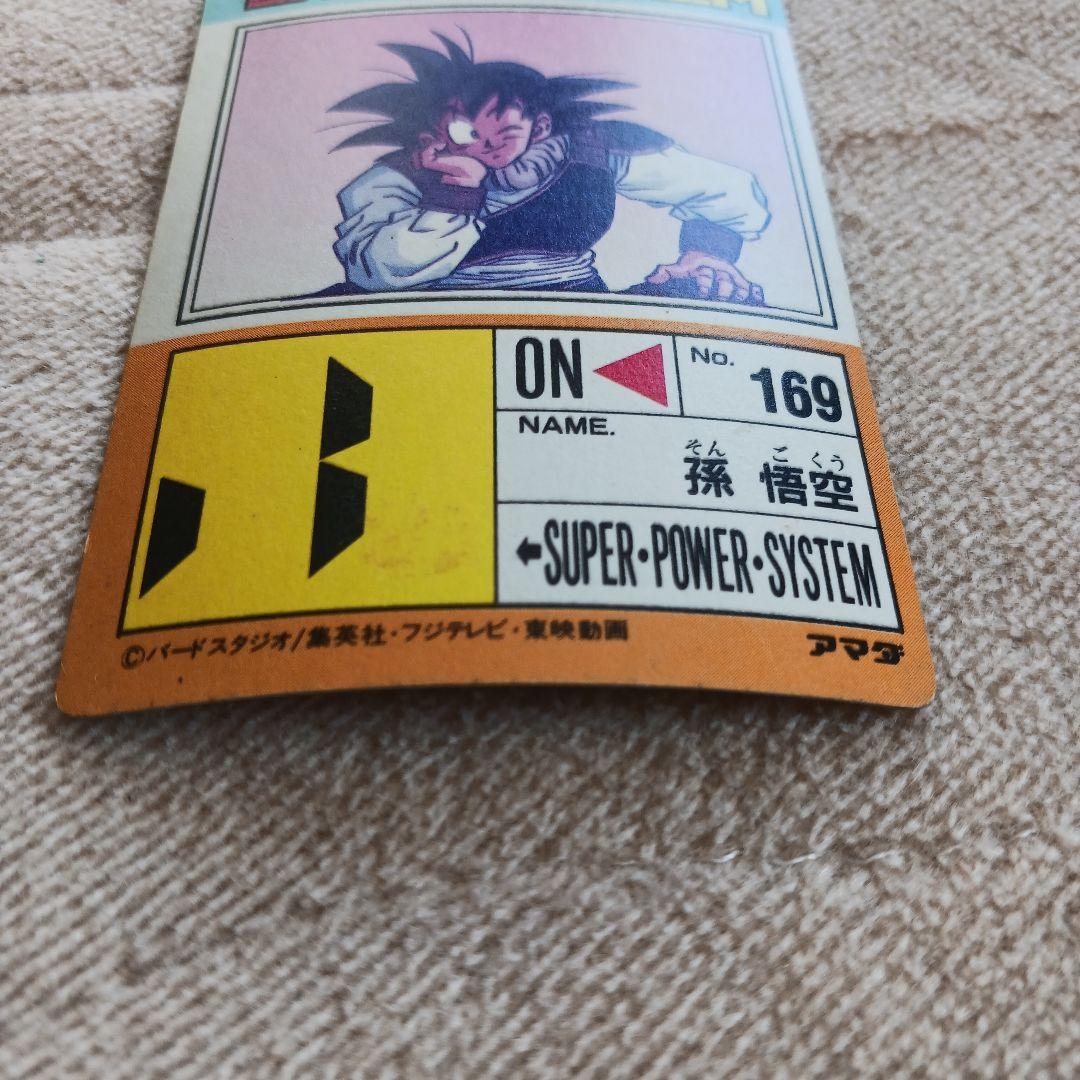 ON
No.
169
NAME.
そん ご くう
孫 悟空
←SUPER・POWER・SYSTEM
©バードスタジオ/集英社・フジテレビ・東映動画
アマダ